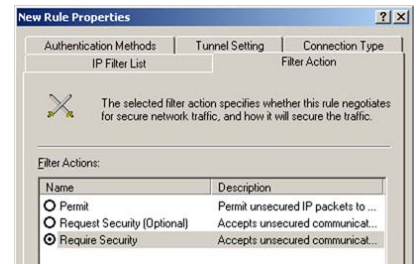 New Rule Properties
Authentication Methods
Tunnel Setting
Connection Type
IP Filter List
Filter Action
The selected filter action specifies whether this rule negotiates
for secure network traffic, and how it will secure the traffic.
Filter Actions:
Name Description
Permit Permit unsecured IP packets to ...
Request Security (Optional) Accepts unsecured communicat...
Require Security Accepts unsecured communicat...